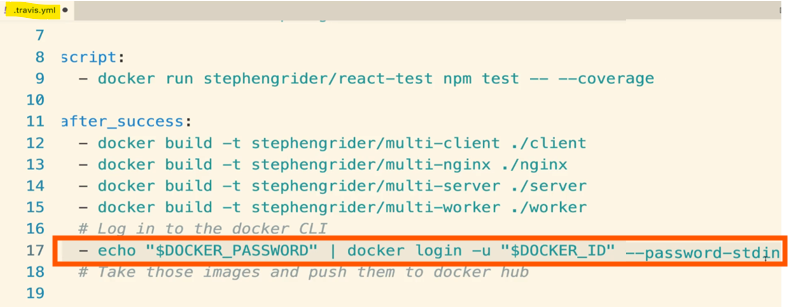 .travis.yml
7
8 script:
9 - docker run stephengrider/react-test npm test -- --coverage
10
11 after_success:
12 - docker build -t stephengrider/multi-client ./client
13 - docker build -t stephengrider/multi-nginx ./nginx
14 - docker build -t stephengrider/multi-server ./server
15 - docker build -t stephengrider/multi-worker ./worker
16 # Log in to the docker CLI
17 - echo "$DOCKER_PASSWORD" | docker login -u "$DOCKER_ID" --password-stdin
18 # Take those images and push them to docker hub
19